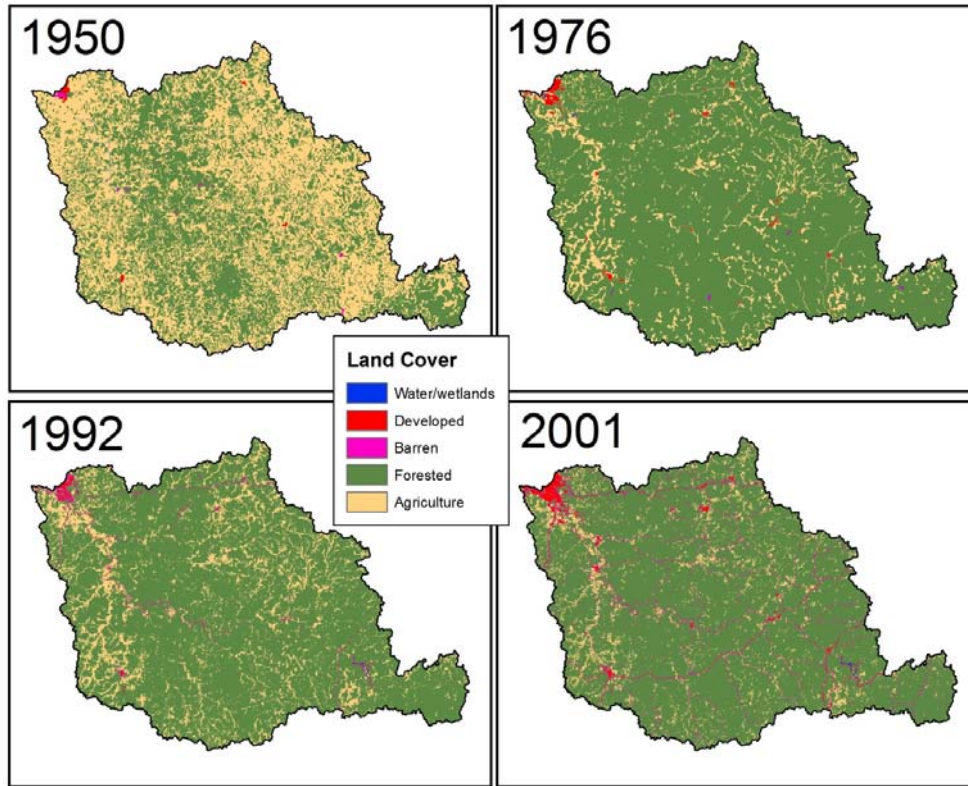 1950
1976
Land Cover
Water/wetlands
Developed
Barren
Forested
Agriculture
1992
2001